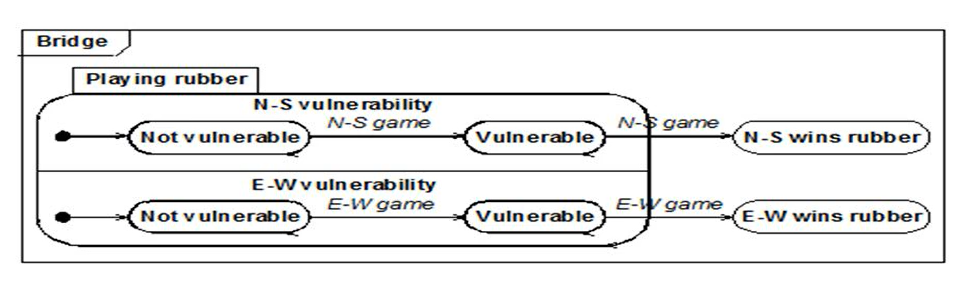 Bridge
Playing rubber
N-S vulnerability
N-S game
N-S game
Not vulnerable
Vulnerable
N-S wins rubber
E-W vulnerability
E-W game
E-W game
Not vulnerable
Vulnerable
E-W wins rubber